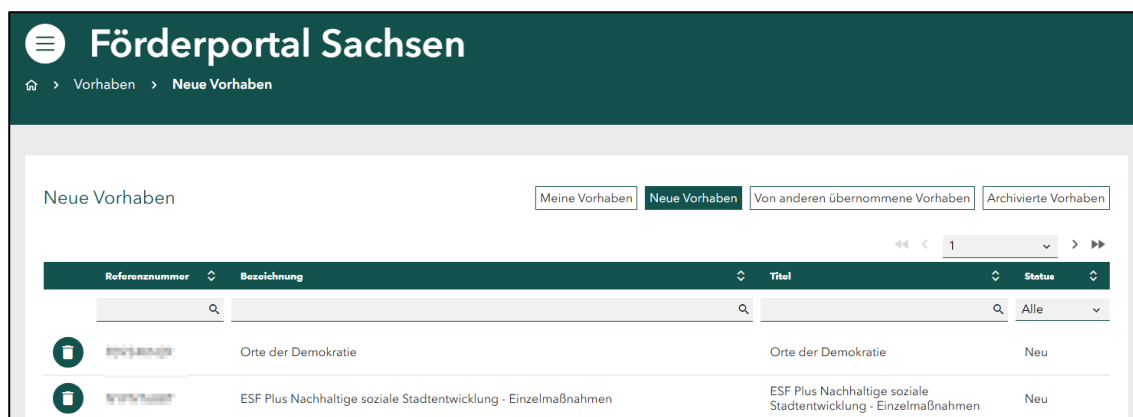 Förderportal Sachsen
Vorhaben > Neue Vorhaben
Neue Vorhaben
Meine Vorhaben Neue Vorhaben Von anderen übernommene Vorhaben Archivierte Vorhaben
1
Referenznummer Bezeichnung Titel Status
Alle
Orte der Demokratie Orte der Demokratie Neu
ESF Plus Nachhaltige soziale Stadtentwicklung - Einzelmaßnahmen ESF Plus Nachhaltige soziale Neu
Stadtentwicklung - Einzelmaßnahmen